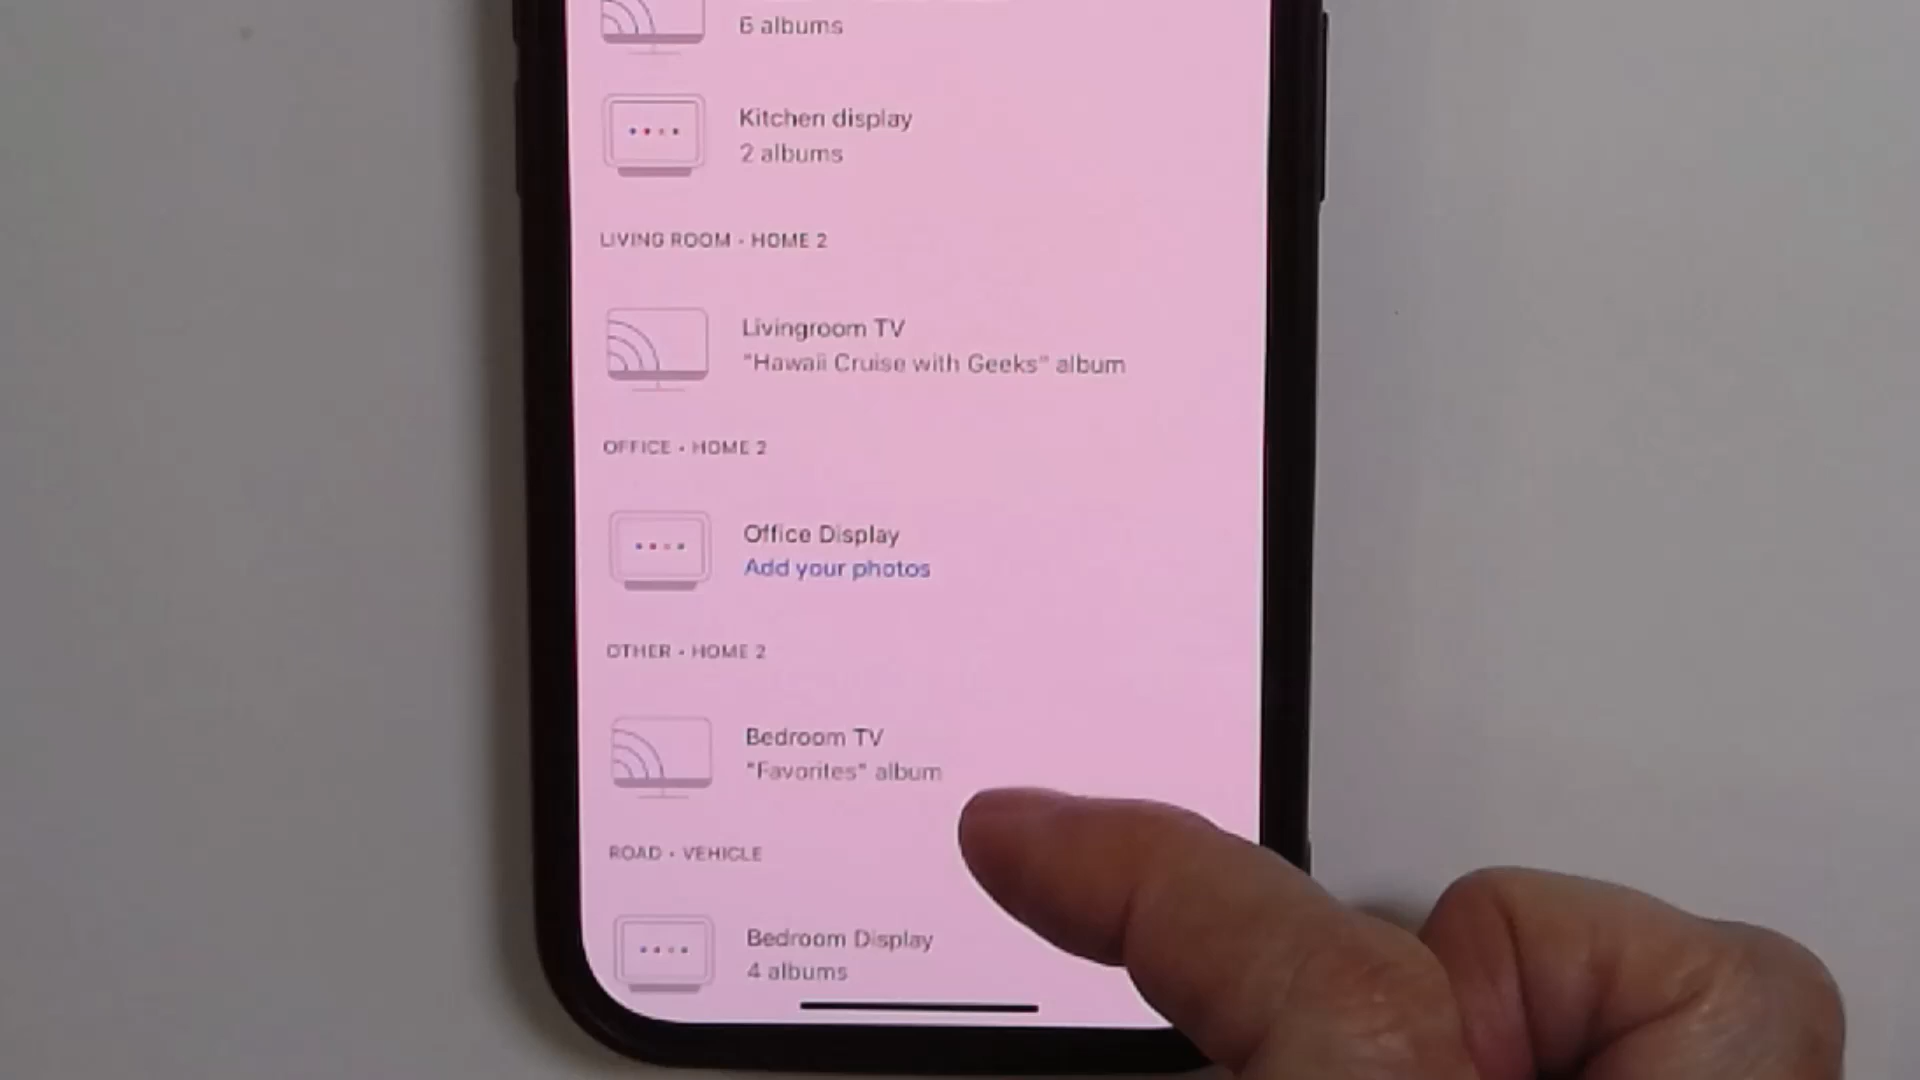 6 albums
Kitchen display
2 albums
LIVING ROOM • HOME 2
Livingroom TV
"Hawaii Cruise with Geeks" album
OFFICE • HOME 2
Office Display
Add your photos
OTHER • HOME 2
Bedroom TV
"Favorites" album
ROAD • VEHICLE
Bedroom Display
4 albums